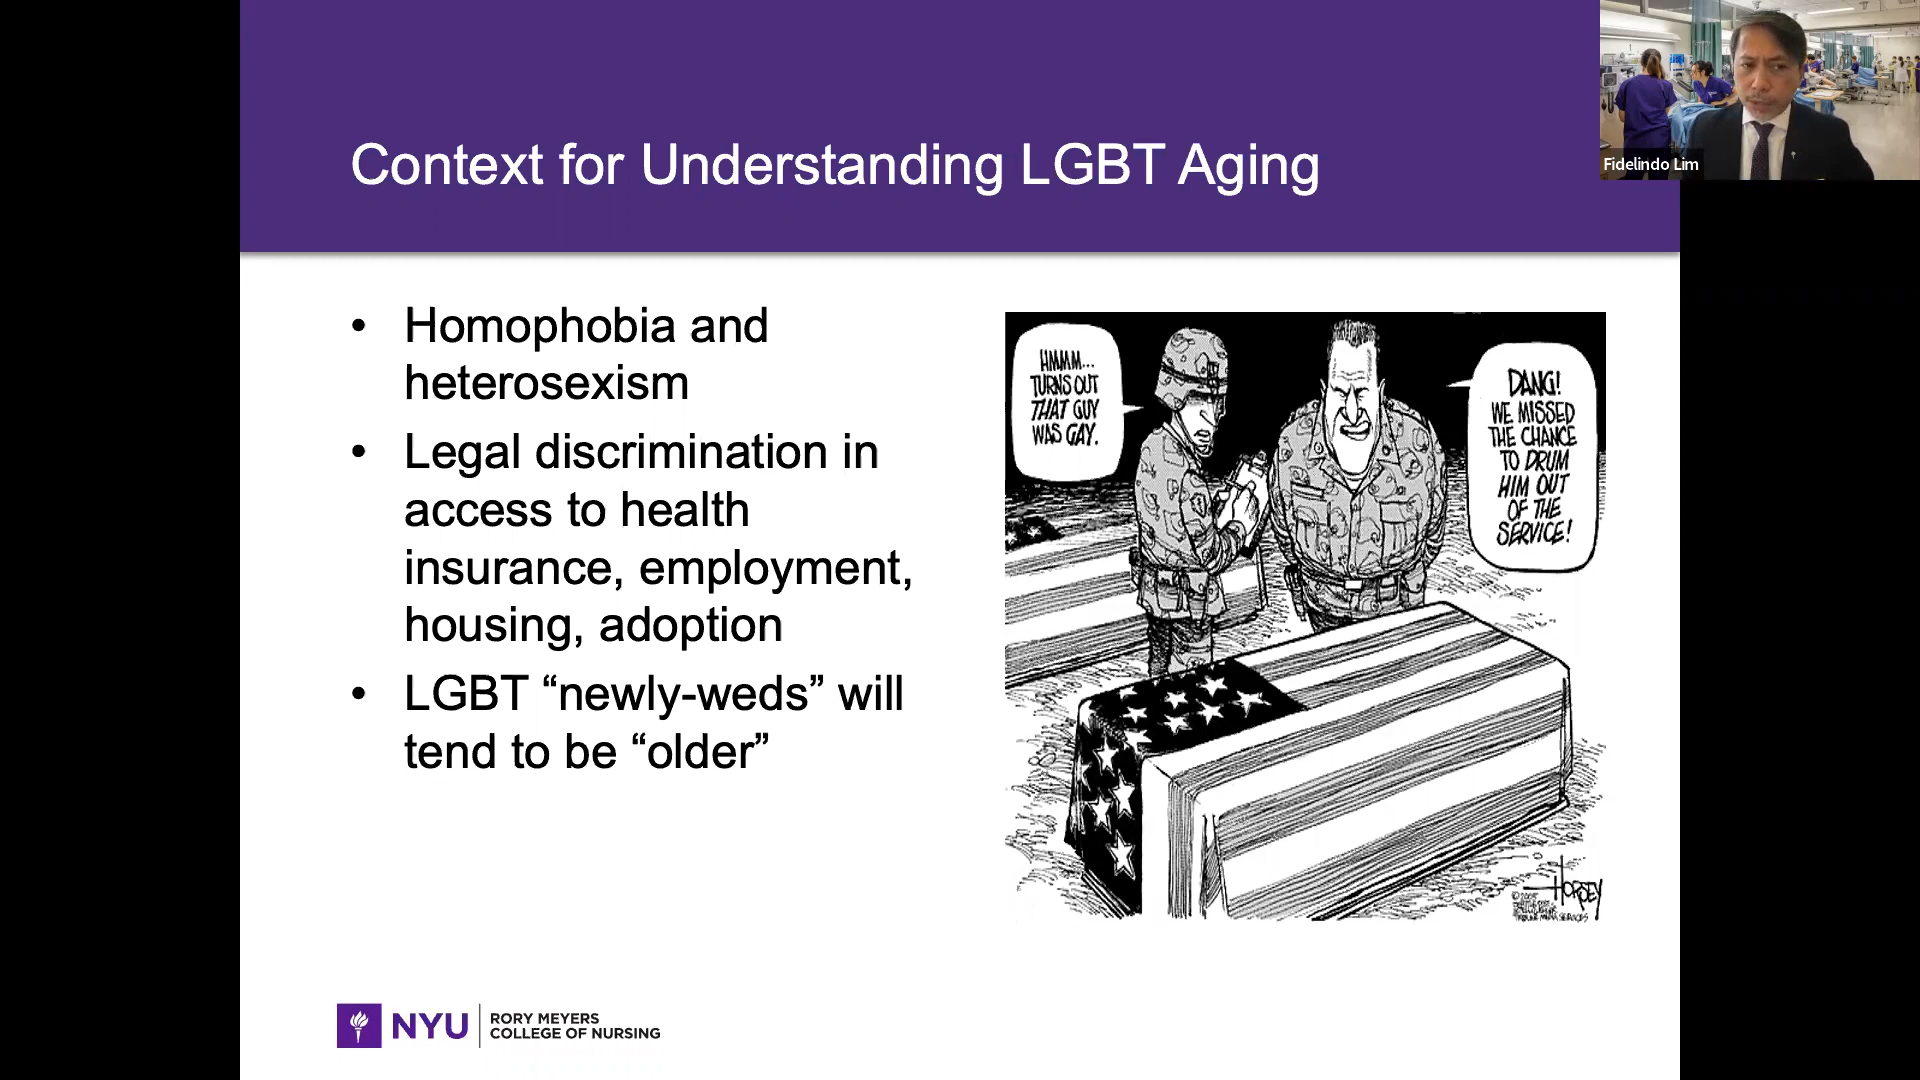 Context for Understanding LGBT Aging
Fidelindo Lim
• Homophobia and
heterosexism
• Legal discrimination in
access to health
insurance, employment,
housing, adoption
• LGBT “newly-weds” will
tend to be “older”
HMMM...
TURNS OUT
THAT GUY
WAS GAY.
DANG!
WE MISSED
THE CHANCE
TO DRUM
HIM OUT
OF THE
SERVICE!
HORSEY
NYU
RORY MEYERS
COLLEGE OF NURSING